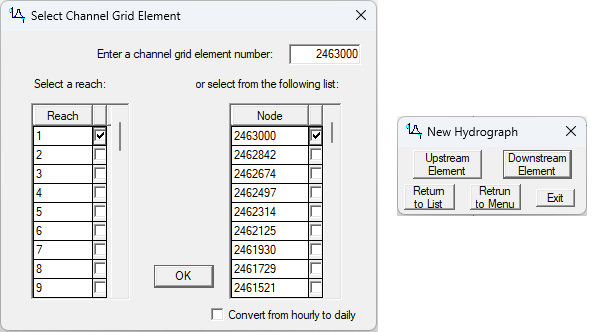 Select Channel Grid Element
Enter a channel grid element number: 2463000
Select a reach:
or select from the following list:
Reach
1
2
3
4
5
6
7
8
9
Node
2463000
2462842
2462674
2462497
2462314
2462125
2461930
2461729
2461521
OK
Convert from hourly to daily
New Hydrograph
Upstream
Element
Downstream
Element
Return
to List
Retrun
to Menu
Exit